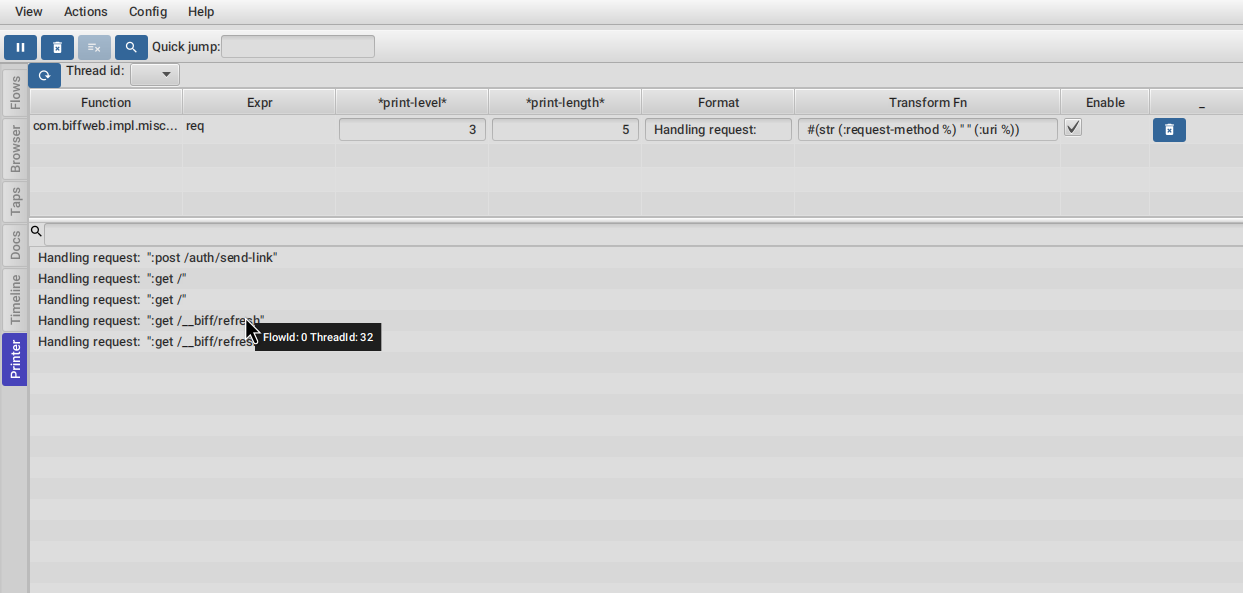 View Actions Config Help
Quick jump:
Thread id:
Function Expr *print-level* *print-length* Format Transform Fn Enable _
com.biffweb.impl.misc... req 3 5 Handling request: #(str (:request-method %) " " (:uri %))
Flows
Browser
Taps
Docs
Timeline
Printer
Handling request: ":post /auth/send-link"
Handling request: ":get /"
Handling request: ":get /"
Handling request: ":get /__biff/refresh"
Handling request: ":get /__biff/refres
FlowId: 0 ThreadId: 32